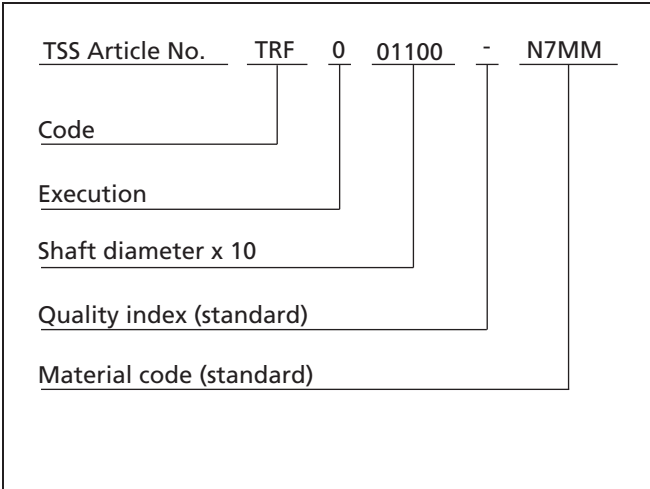 TSS Article No. TRF 0 01100 - N7MM
Code
Execution
Shaft diameter x 10
Quality index (standard)
Material code (standard)